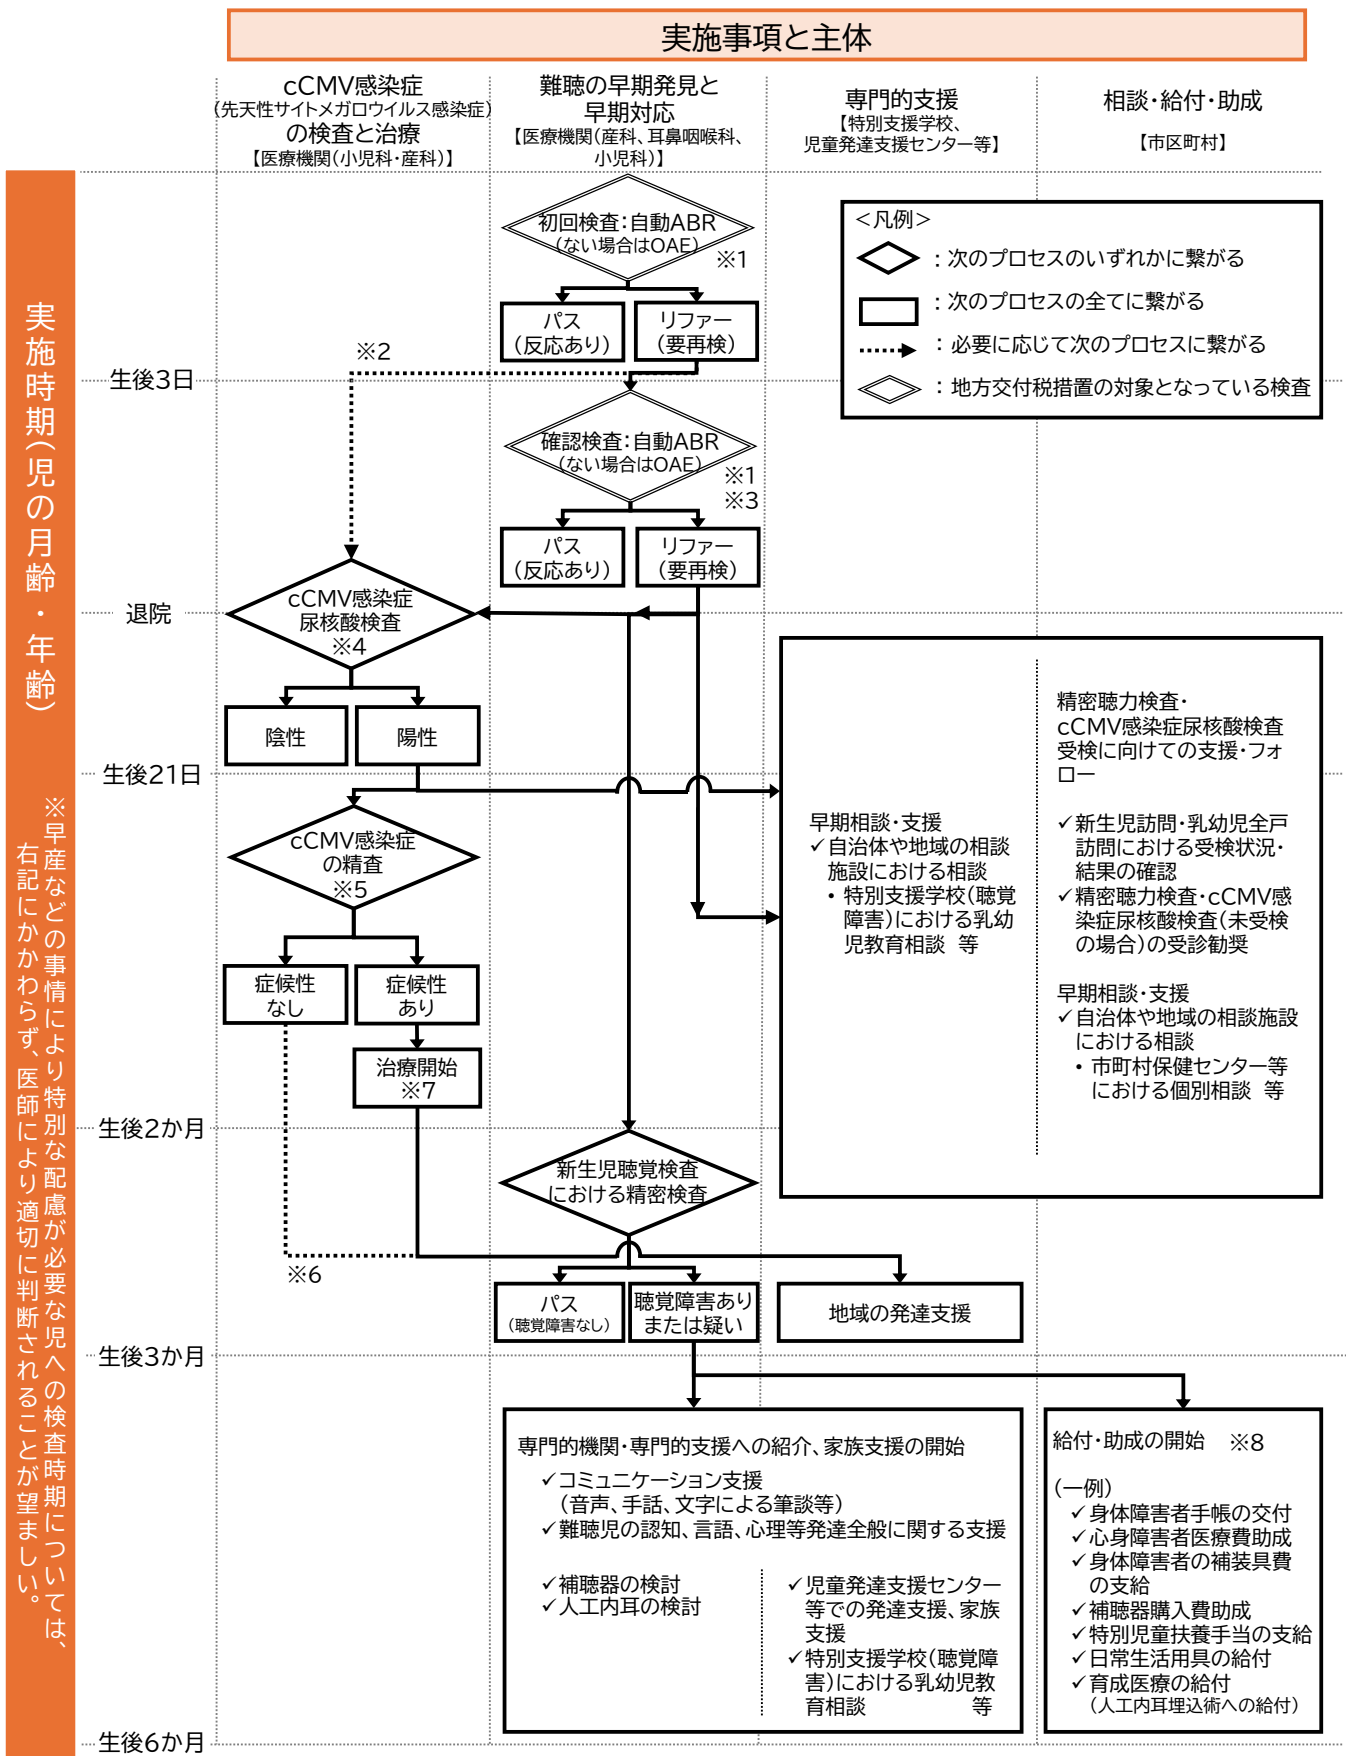 実施事項と主体
cCMV感染症
(先天性サイトメガロウイルス感染症)
の検査と治療
【医療機関(小児科・産科)】
難聴の早期発見と
早期対応
【医療機関(産科、耳鼻咽喉科、
小児科)】
専門的支援
【特別支援学校、
児童発達支援センター等】
相談・給付・助成
【市区町村】
実施時期(児の月齢・年齢)
※早産などの事情により特別な配慮が必要な児への検査時期については、
右記にかかわらず、医師により適切に判断されることが望ましい。
<凡例>
:次のプロセスのいずれかに繋がる
:次のプロセスの全てに繋がる
:必要に応じて次のプロセスに繋がる
:地方交付税措置の対象となっている検査
初回検査:自動ABR
(ない場合はOAE)
※1
パス
(反応あり)
リファー
(要再検)
※2
生後3日
確認検査:自動ABR
(ない場合はOAE)
※1
※3
パス
(反応あり)
リファー
(要再検)
退院
cCMV感染症
尿核酸検査
※4
陰性
陽性
生後21日
cCMV感染症
の精査
※5
症候性
なし
症候性
あり
治療開始
※7
早期相談・支援
✓自治体や地域の相談
施設における相談
・特別支援学校(聴覚
障害)における乳幼
児教育相談 等
精密聴力検査・
cCMV感染症尿核酸検査
受検に向けての支援・フォ
ロー
✓新生児訪問・乳幼児全戸
訪問における受検状況・
結果の確認
✓精密聴力検査・cCMV感
染症尿核酸検査(未受検
の場合)の受診勧奨
早期相談・支援
✓自治体や地域の相談施設
における相談
・市町村保健センター等
における個別相談 等
生後2か月
新生児聴覚検査
における精密検査
※6
パス
(聴覚障害なし)
聴覚障害あり
または疑い
地域の発達支援
生後3か月
専門的機関・専門的支援への紹介、家族支援の開始
✓コミュニケーション支援
(音声、手話、文字による筆談等)
✓難聴児の認知、言語、心理等発達全般に関する支援
✓補聴器の検討
✓人工内耳の検討
✓児童発達支援センター
等での発達支援、家族
支援
✓特別支援学校(聴覚障
害)における乳幼児教
育相談 等
給付・助成の開始 ※8
(一例)
✓身体障害者手帳の交付
✓心身障害者医療費助成
✓身体障害者の補装具費
の支給
✓補聴器購入費助成
✓特別児童扶養手当の支給
✓日常生活用具の給付
✓育成医療の給付
(人工内耳埋込術への給付)
生後6か月